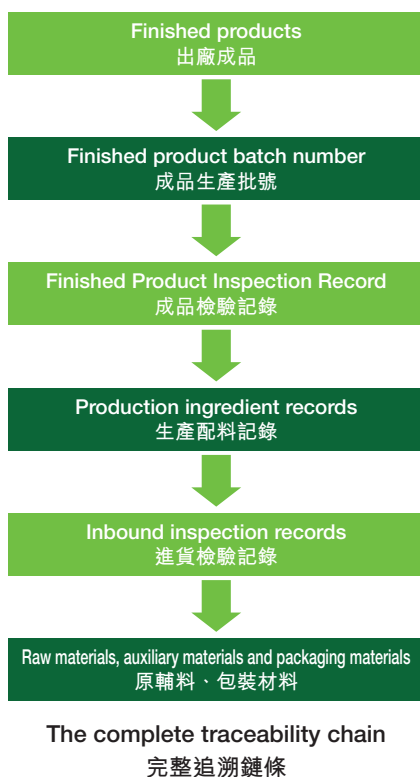 Finished products
出廠成品
Finished product batch number
成品生產批號
Finished Product Inspection Record
成品檢驗記錄
Production ingredient records
生產配料記錄
Inbound inspection records
進貨檢驗記錄
Raw materials, auxiliary materials and packaging materials
原輔料、包裝材料
The complete traceability chain
完整追溯鏈條